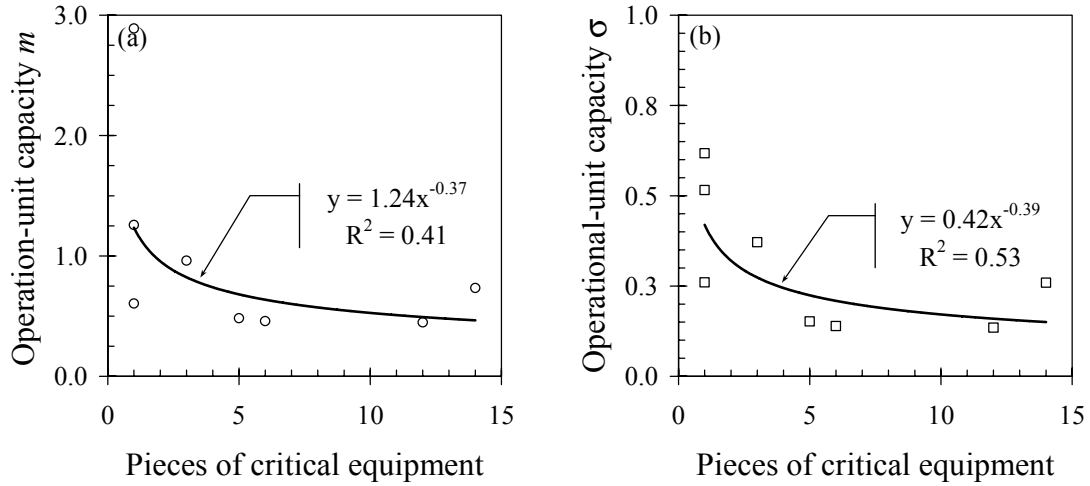 Operation-unit capacity m
3.0
2.0
1.0
0.0
(a)
y = 1.24x^-0.37
R^2 = 0.41
0
5
10
15
Pieces of critical equipment
Operational-unit capacity σ
1.0
0.8
0.5
0.3
0.0
(b)
y = 0.42x^-0.39
R^2 = 0.53
0
5
10
15
Pieces of critical equipment